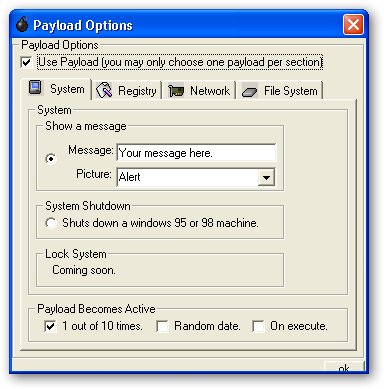 Payload Options
Payload Options
Use Payload (you may only choose one payload per section)
System Registry Network File System
System
Show a message
Message: Your message here.
Picture: Alert
System Shutdown
Shuts down a windows 95 or 98 machine.
Lock System
Coming soon.
Payload Becomes Active
1 out of 10 times. Random date. On execute.
ok